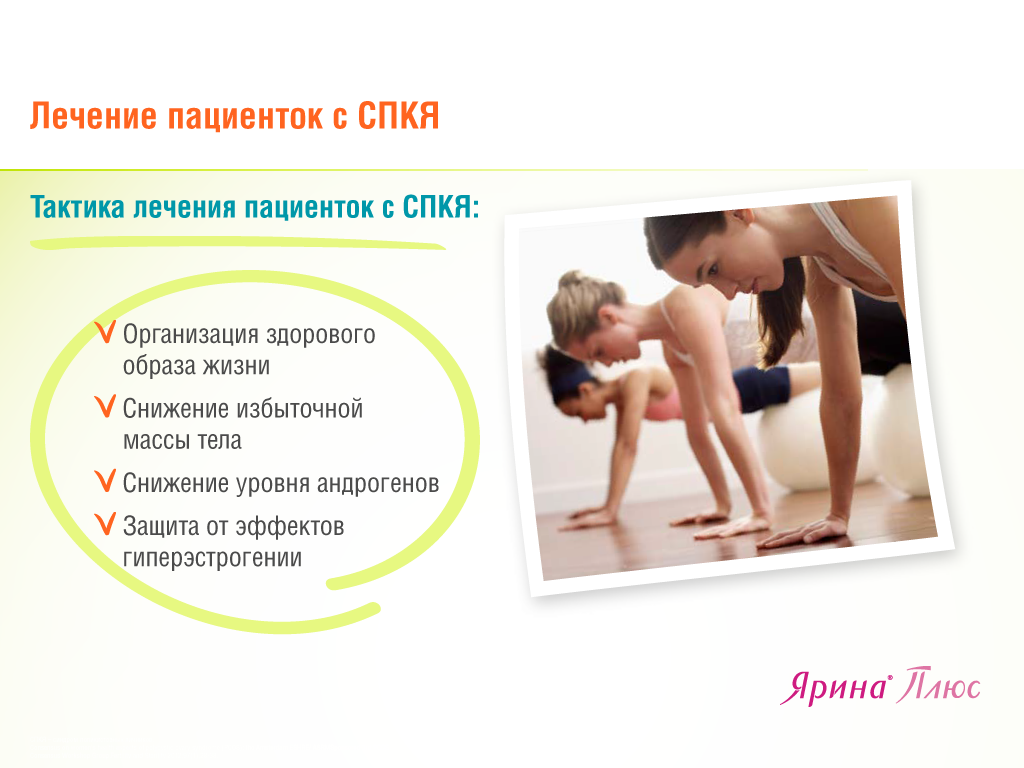 Лечение пациенток с СПКЯ
Тактика лечения пациенток с СПКЯ:
Организация здорового
образа жизни
Снижение избыточной
массы тела
Снижение уровня андрогенов
Защита от эффектов
гиперэстрогении
Ярина® Плюс